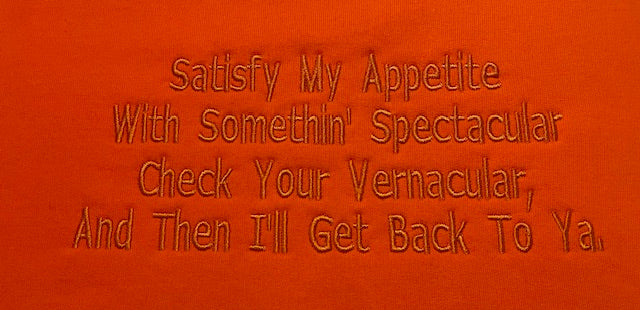 Satisfy My Appetite
With Somethin' Spectacular
Check Your Vernacular,
And Then I'll Get Back To Ya.